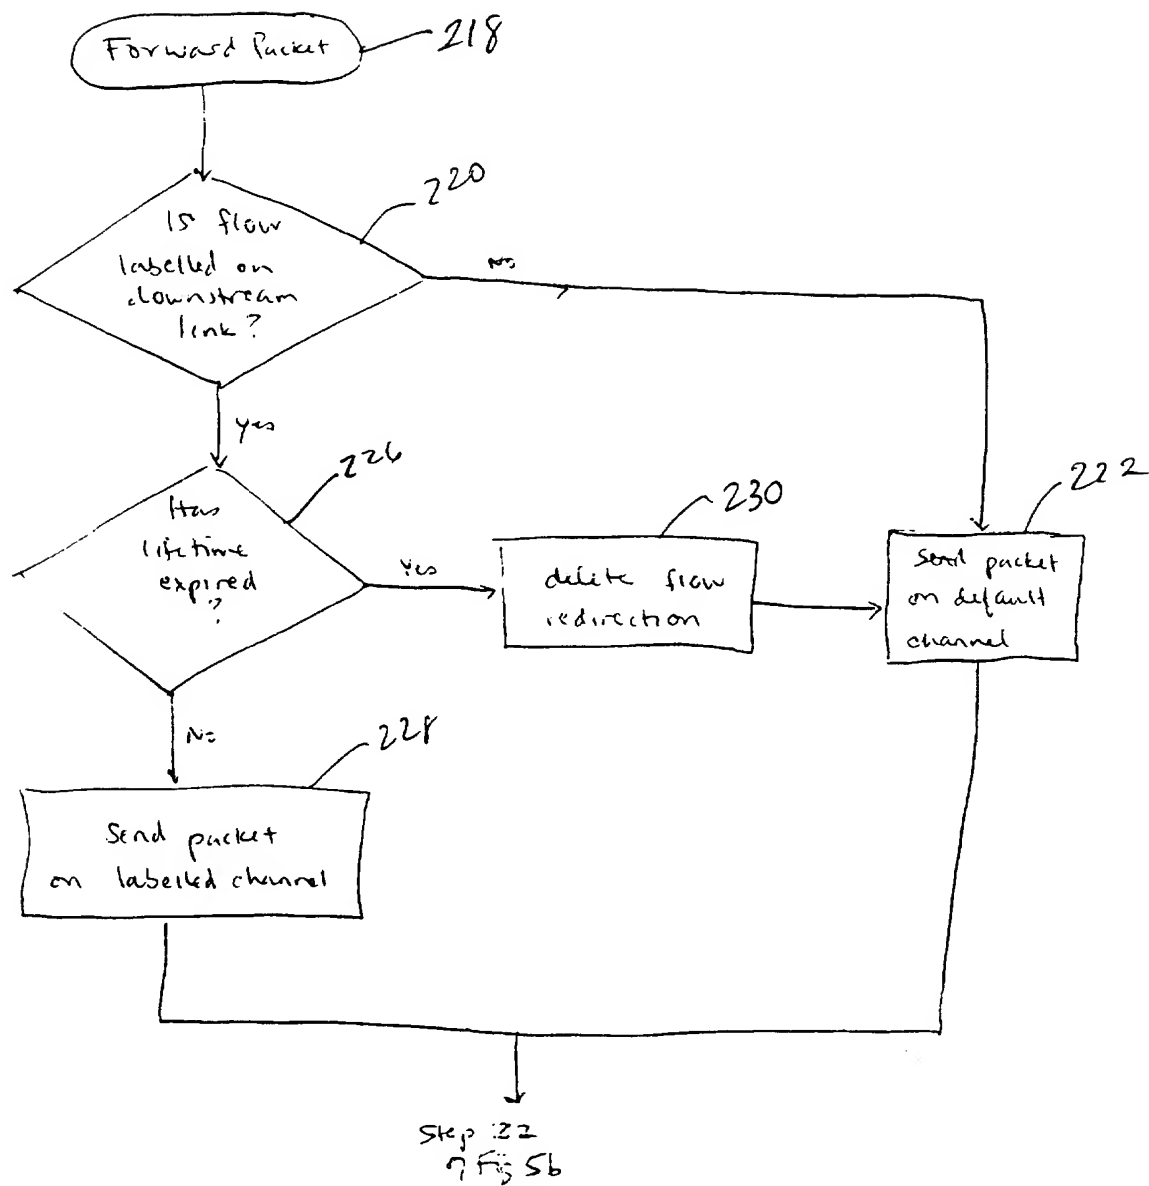 Forward Packet
218
Is flow
labelled on
downstream
link?
220
No
Yes
Has
lifetime
expired
?
226
Yes
delete flow
redirection
230
Send packet
on default
channel
222
No
Send packet
on labelled channel
228
Step 22
Fig 5b